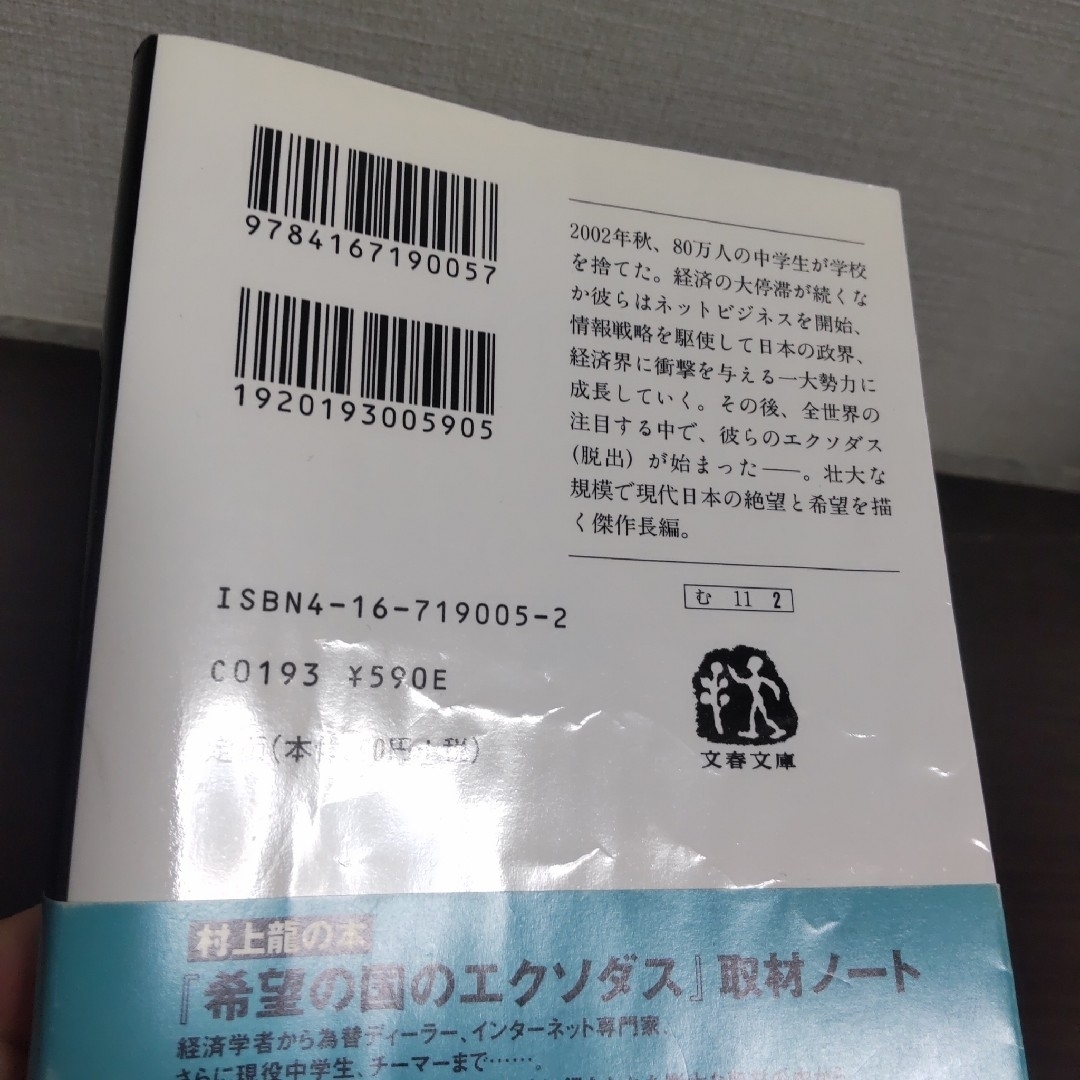 9784167190057
1920193005905
2002年秋、80万人の中学生が学校
を捨てた。経済の大停滞が続くな
か彼らはネットビジネスを開始、
情報戦略を駆使して日本の政界、
経済界に衝撃を与える一大勢力に
成長していく。その後、全世界の
注目する中で、彼らのエクソダス
(脱出)が始まった——。壮大な
規模で現代日本の絶望と希望を描
く傑作長編。
む 11 2
文春文庫
ISBN4-16-719005-2
C0193 ¥590E
(本 0円+税)
村上龍の本
『希望の国のエクソダス』取材ノート
経済学者から為替ディーラー、インターネット専門家、
さらに現役中学生、チーマーまで……。